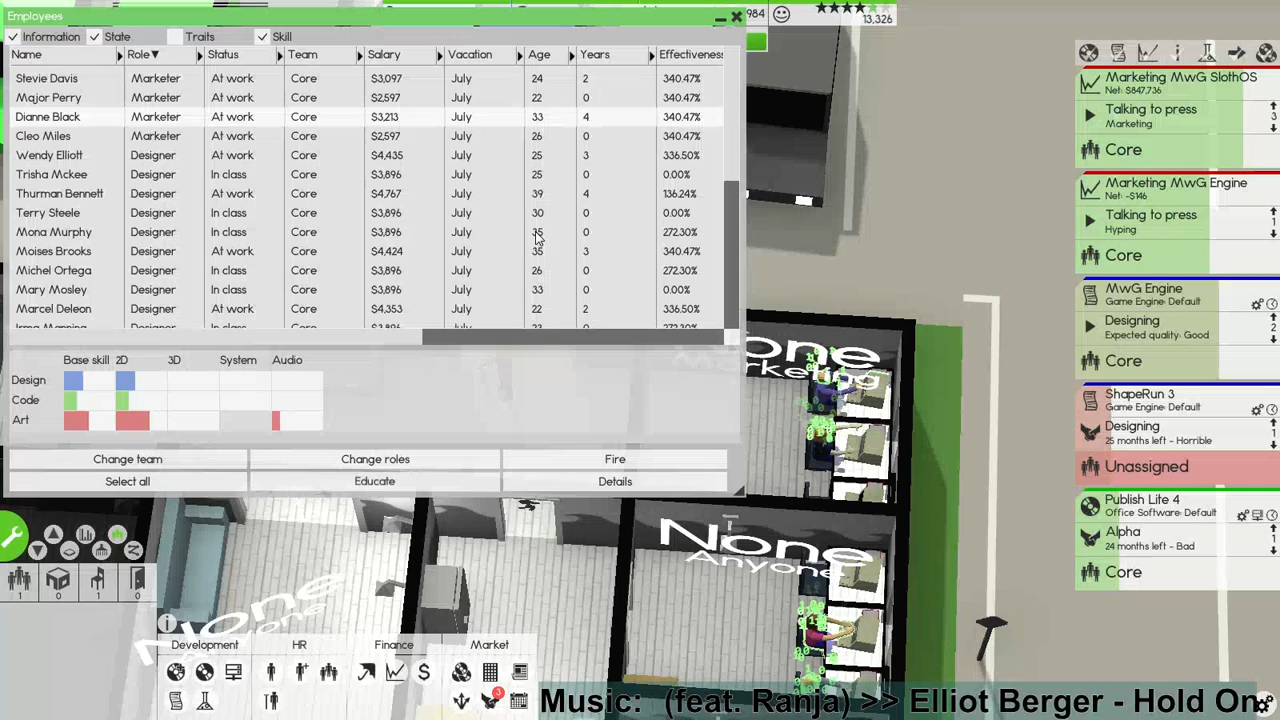 Employees
Information State Traits Skill
Name Role▼ Status Team Salary Vacation Age Years Effectiveness
Stevie Davis Marketer At work Core $3,097 July 24 2 340.47%
Major Perry Marketer At work Core $2,597 July 22 0 340.47%
Dianne Black Marketer At work Core $3,213 July 33 4 340.47%
Cleo Miles Marketer At work Core $2,597 July 26 0 340.47%
Wendy Elliott Designer At work Core $4,435 July 25 3 336.50%
Trisha Mckee Designer In class Core $3,896 July 25 0 0.00%
Thurman Bennett Designer At work Core $4,767 July 39 4 136.24%
Terry Steele Designer In class Core $3,896 July 30 0 0.00%
Mona Murphy Designer In class Core $3,896 July 35 0 272.30%
Moises Brooks Designer At work Core $4,424 July 35 3 340.47%
Michel Ortega Designer In class Core $3,896 July 26 0 272.30%
Mary Mosley Designer In class Core $3,896 July 33 0 0.00%
Marcel Deleon Designer At work Core $4,353 July 22 2 336.50%
Base skill 2D 3D System Audio
Design
Code
Art
Change team Change roles Fire
Select all Educate Details
984
13,326
Marketing MwG SlothOS
Net: $847,736
Talking to press
Marketing
3
Core
Marketing MwG Engine
Net: -$146
Talking to press
Hyping
1
Core
MwG Engine
Game Engine: Default
Designing
Expected quality: Good
2
Core
ShapeRun 3
Game Engine: Default
Designing
25 months left - Horrible
1
Unassigned
Publish Lite 4
Office Software: Default
Alpha
24 months left - Bad
1
Core
None
None
Anyone
1 0 1 0
Development HR Finance Market
3
Music: (feat. Ranja) >> Elliot Berger - Hold On